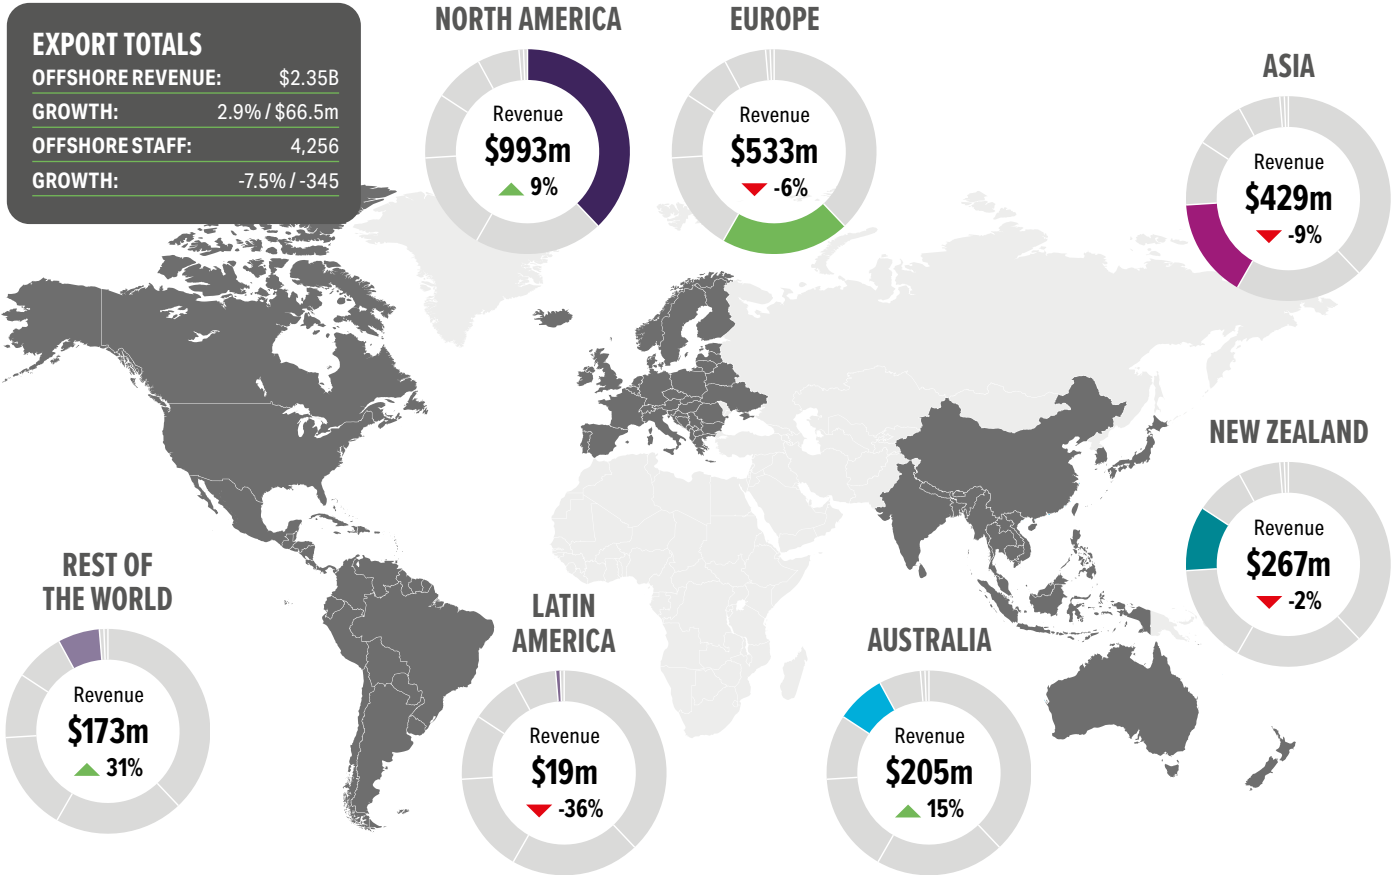 EXPORT TOTALS
OFFSHORE REVENUE: $2.35B
GROWTH: 2.9% / $66.5m
OFFSHORE STAFF: 4,256
GROWTH: -7.5% / -345
NORTH AMERICA
Revenue
$993m
9%
EUROPE
Revenue
$533m
-6%
ASIA
Revenue
$429m
-9%
NEW ZEALAND
Revenue
$267m
-2%
REST OF
THE WORLD
Revenue
$173m
31%
LATIN
AMERICA
Revenue
$19m
-36%
AUSTRALIA
Revenue
$205m
15%